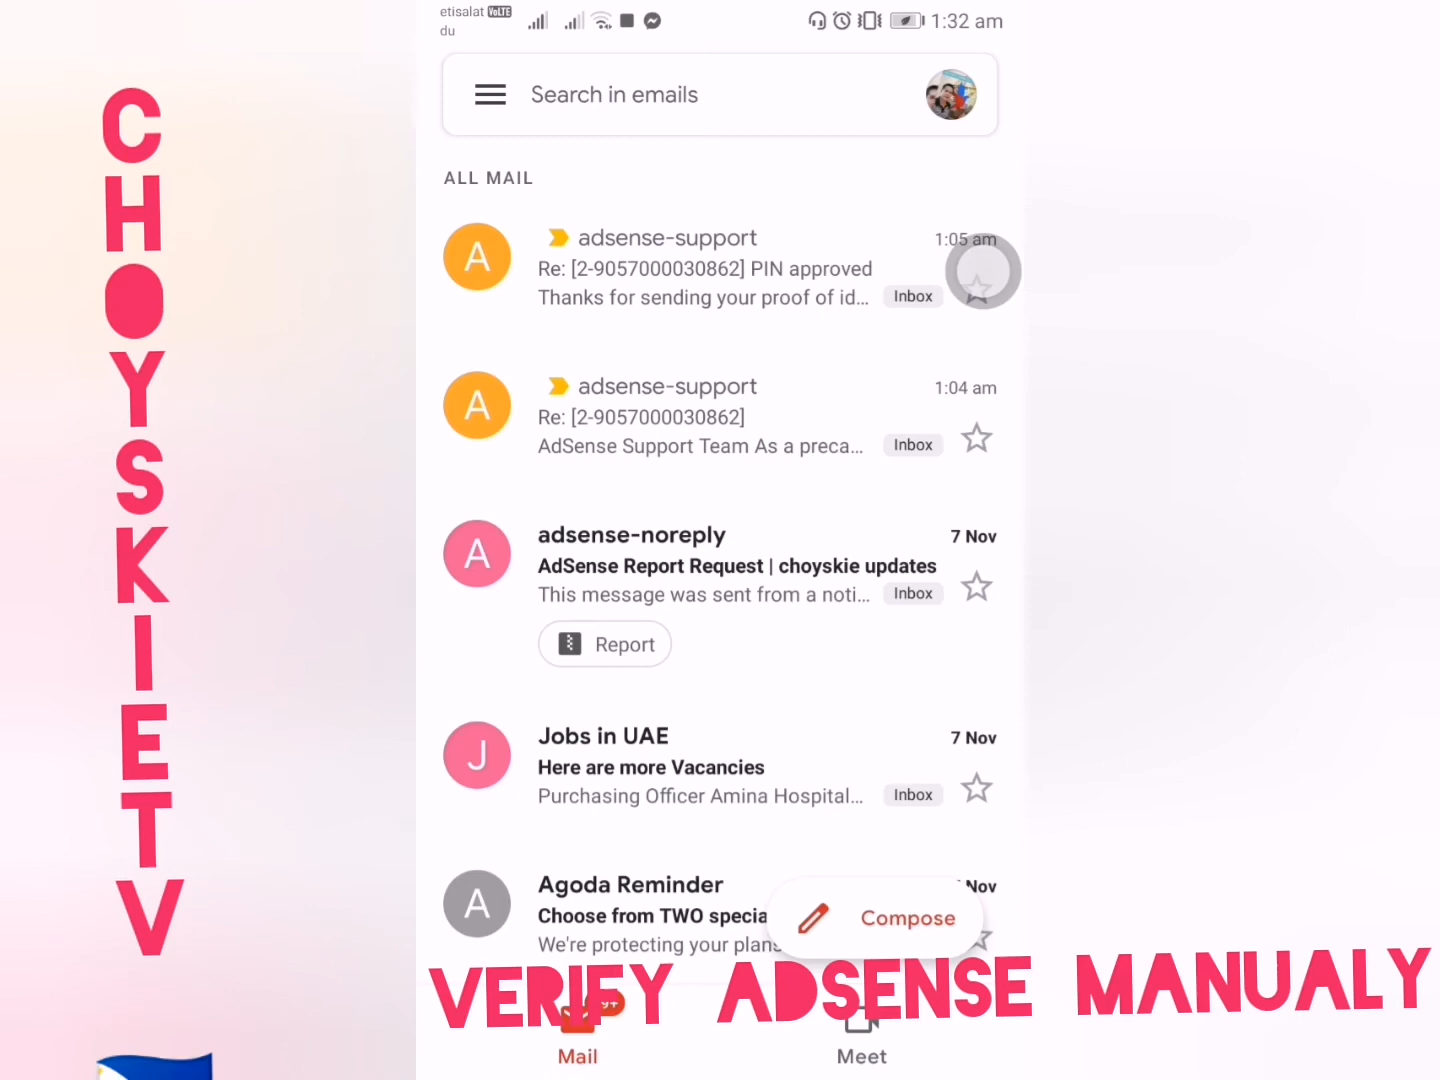 etisalat VoLTE
du
1:32 am
Search in emails
ALL MAIL
A
adsense-support
1:05 am
Re: [2-9057000030862] PIN approved
Thanks for sending your proof of id...
Inbox
A
adsense-support
1:04 am
Re: [2-9057000030862]
AdSense Support Team As a preca...
Inbox
A
adsense-noreply
7 Nov
AdSense Report Request | choyskie updates
This message was sent from a noti...
Inbox
Report
J
Jobs in UAE
7 Nov
Here are more Vacancies
Purchasing Officer Amina Hospital...
Inbox
A
Agoda Reminder
Nov
Choose from TWO specia
We're protecting your plans
Compose
Mail
Meet
CHOYSKIETV
VERIFY ADSENSE MANUALY